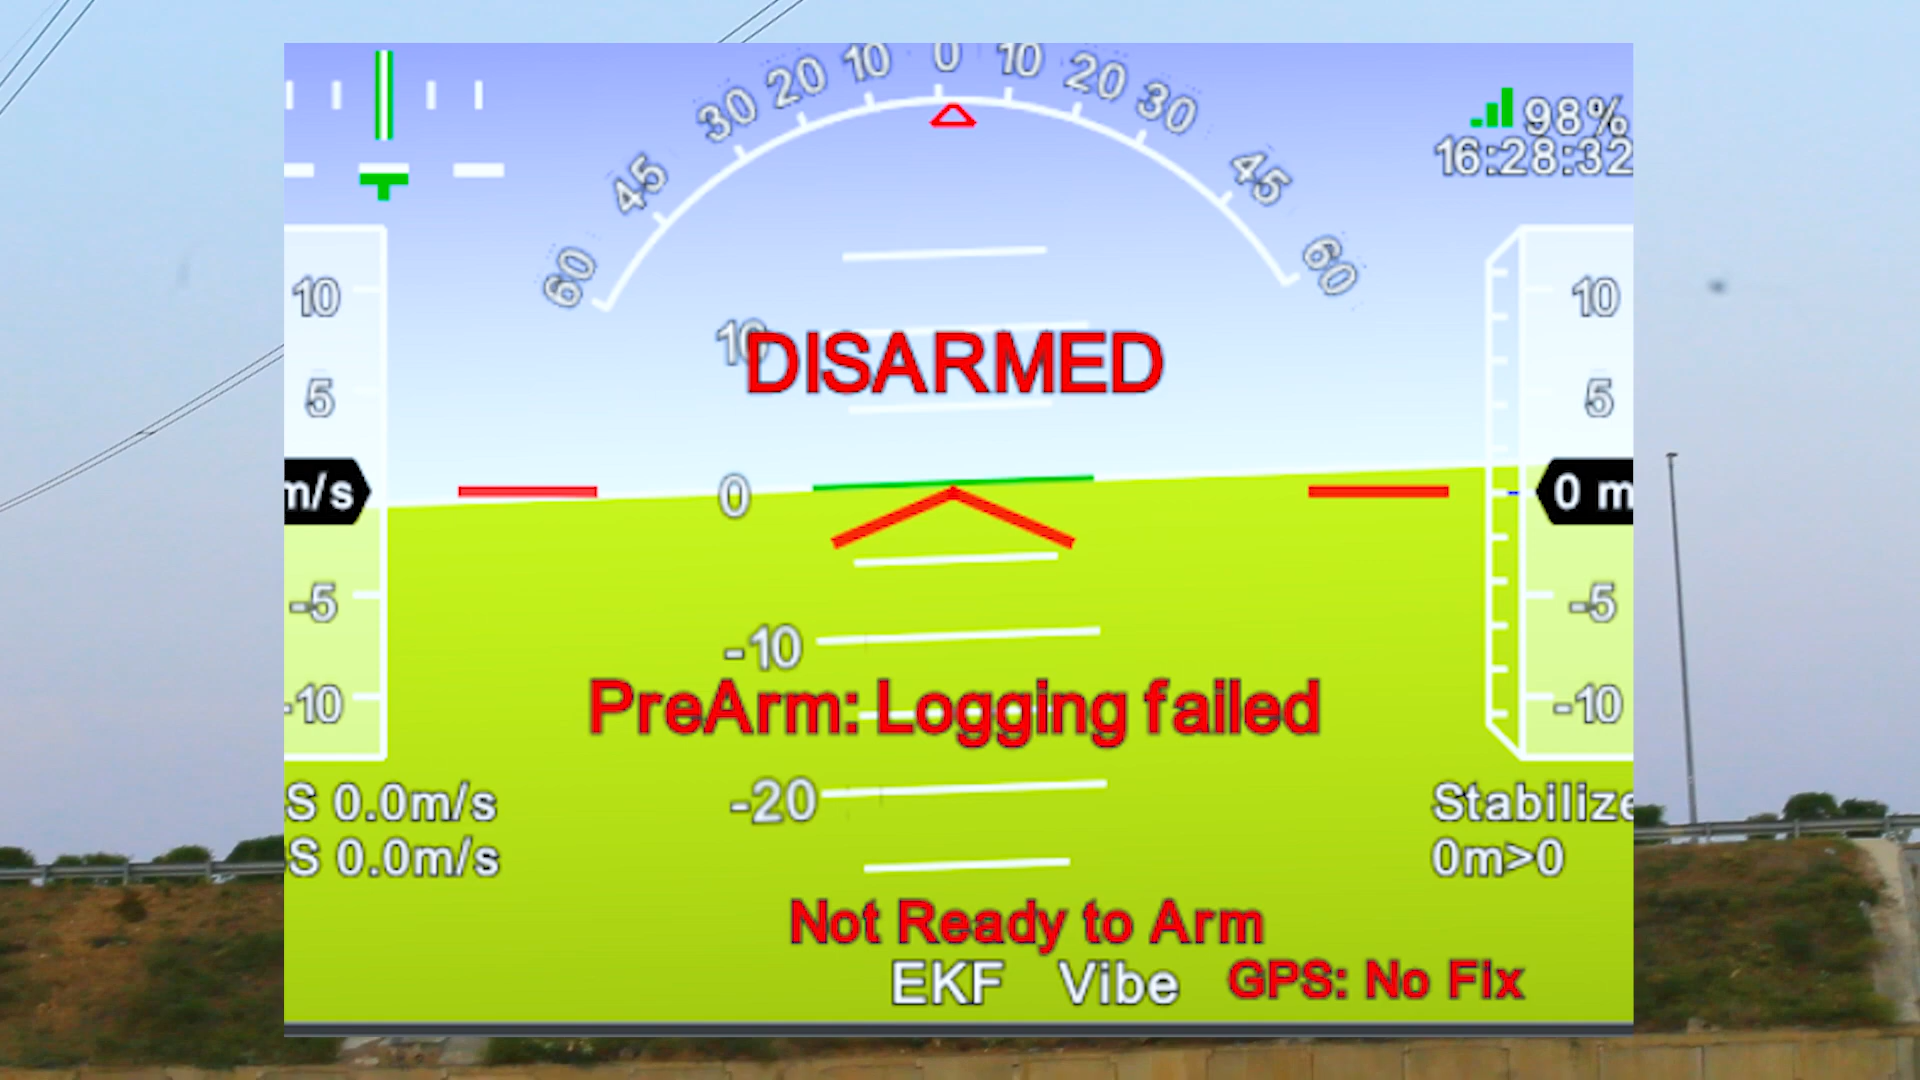 30 20 10 0 10 20 30
45 45
60 60
98%
16:28:32
10
5
m/s
-5
-10
10
DISARMED
0
-10
PreArm: Logging failed
-20
10
5
0 m
-5
-10
S 0.0m/s
S 0.0m/s
Stabilize
0m>0
Not Ready to Arm
EKF Vibe GPS: No Fix